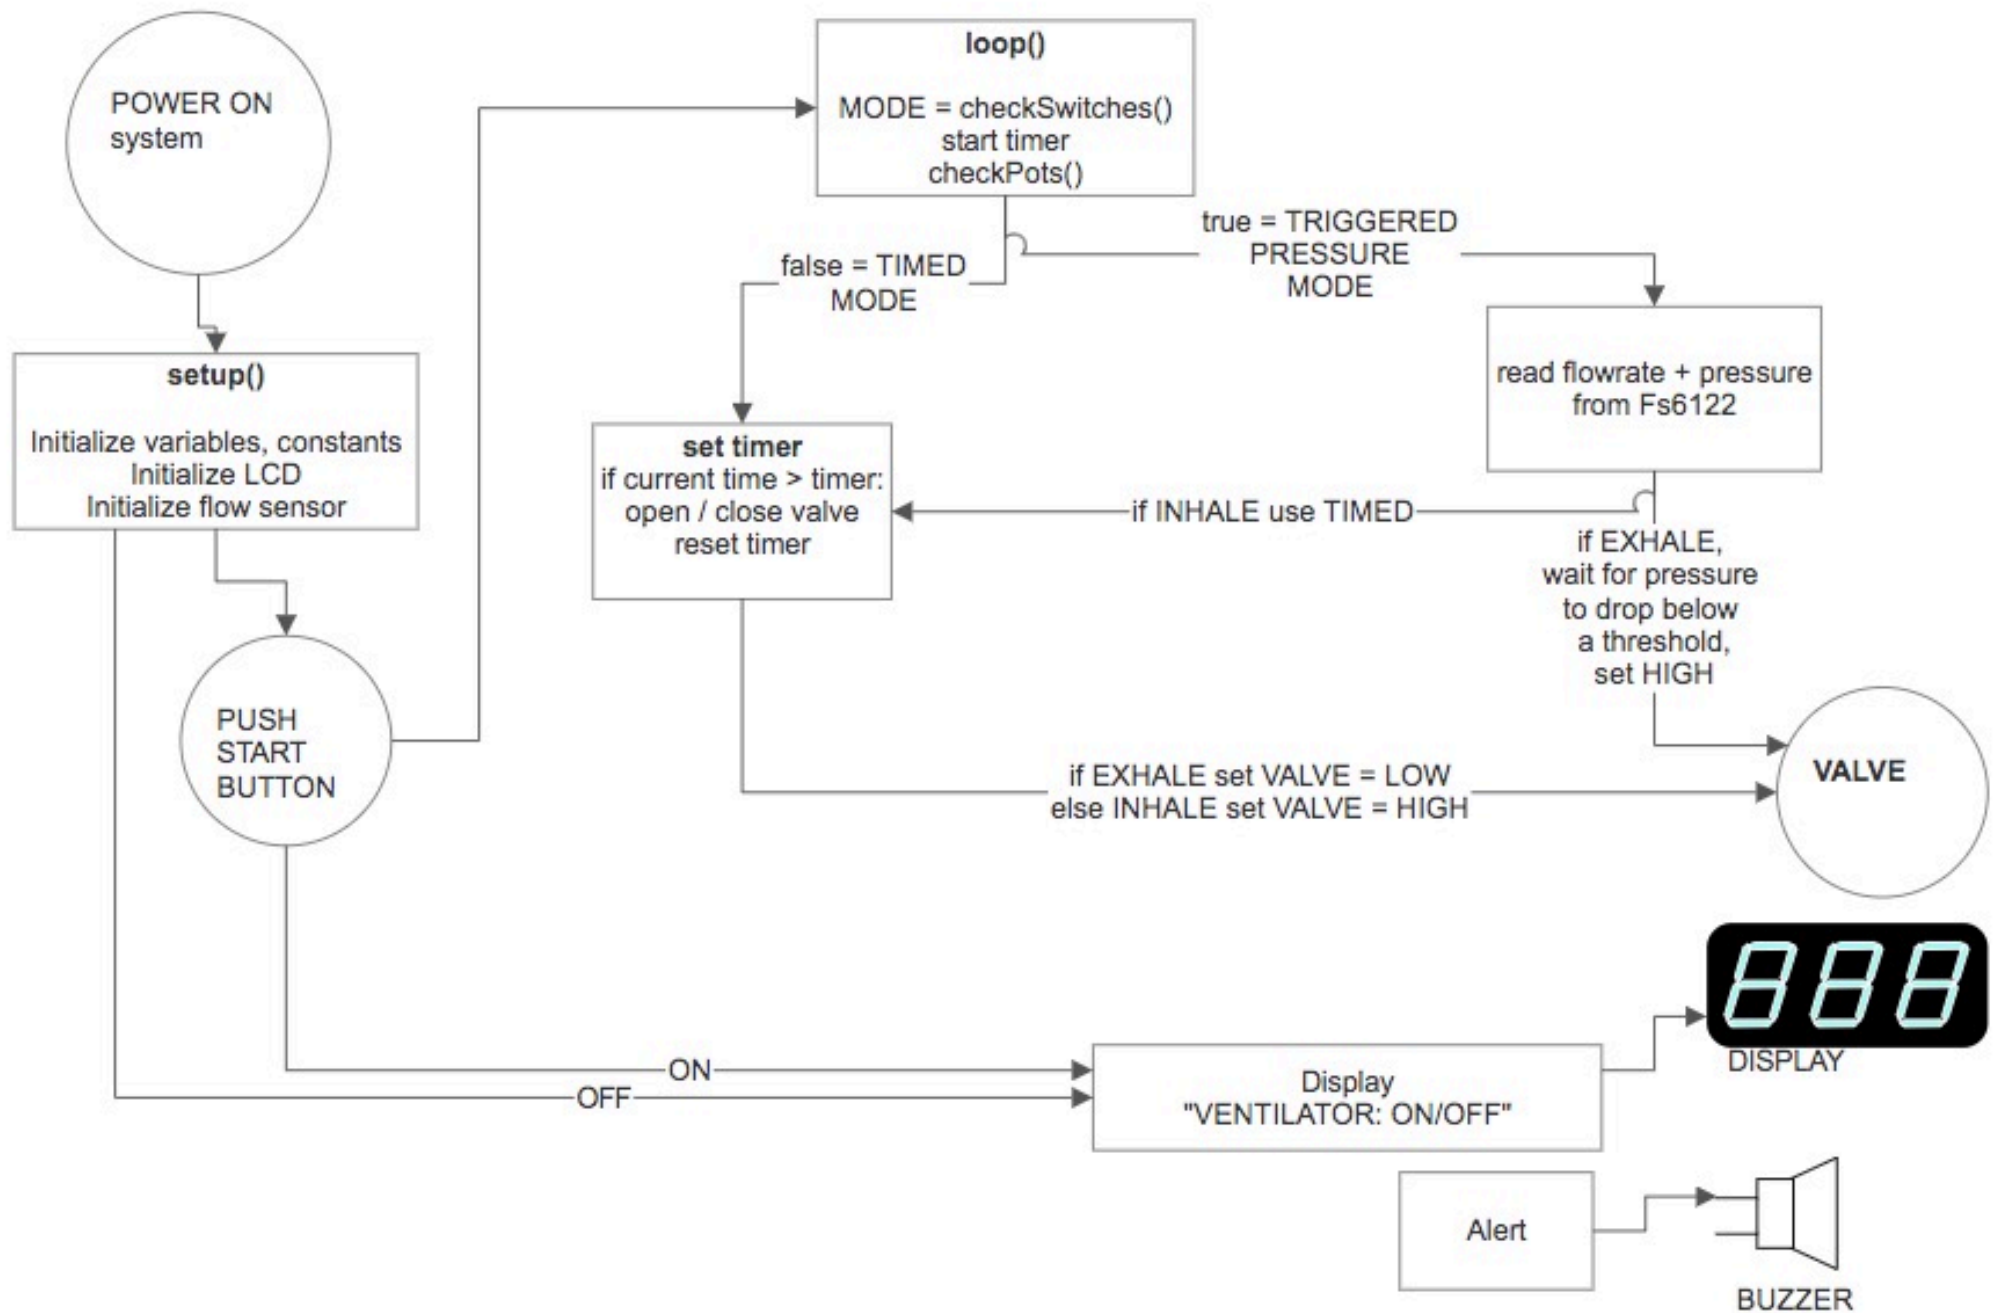 POWER ON
system
setup()
Initialize variables, constants
Initialize LCD
Initialize flow sensor
PUSH
START
BUTTON
loop()
MODE = checkSwitches()
start timer
checkPots()
false = TIMED
MODE
true = TRIGGERED
PRESSURE
MODE
read flowrate + pressure
from Fs6122
set timer
if current time > timer:
open / close valve
reset timer
if INHALE use TIMED
if EXHALE,
wait for pressure
to drop below
a threshold,
set HIGH
if EXHALE set VALVE = LOW
else INHALE set VALVE = HIGH
VALVE
888
DISPLAY
ON
OFF
Display
"VENTILATOR: ON/OFF"
Alert
BUZZER